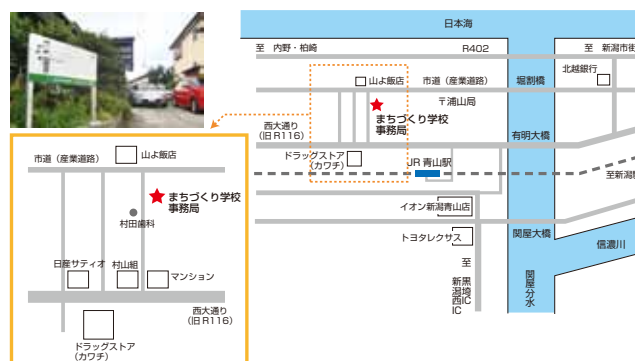 日本海
至 内野・柏崎
R402
至 新潟市街
山よ飯店
市道（産業道路）
堀割橋
北越銀行
〒浦山局
まちづくり学校
事務局
西大通り
（旧R116）
有明大橋
ドラッグストア
（カワチ）
JR 青山駅
至新潟駅
イオン新潟青山店
トヨタレクサス
関屋大橋
信濃川
至
黒埼IC
新潟西IC
関屋分水
山よ飯店
市道（産業道路）
まちづくり学校
事務局
村田歯科
日産サティオ
村山組
マンション
西大通り
（旧R116）
ドラッグストア
（カワチ）